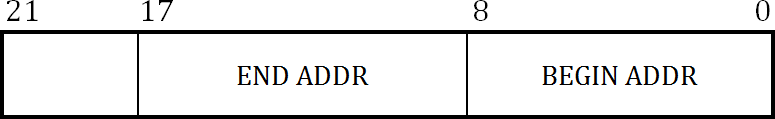 21 17 8 0
END ADDR BEGIN ADDR